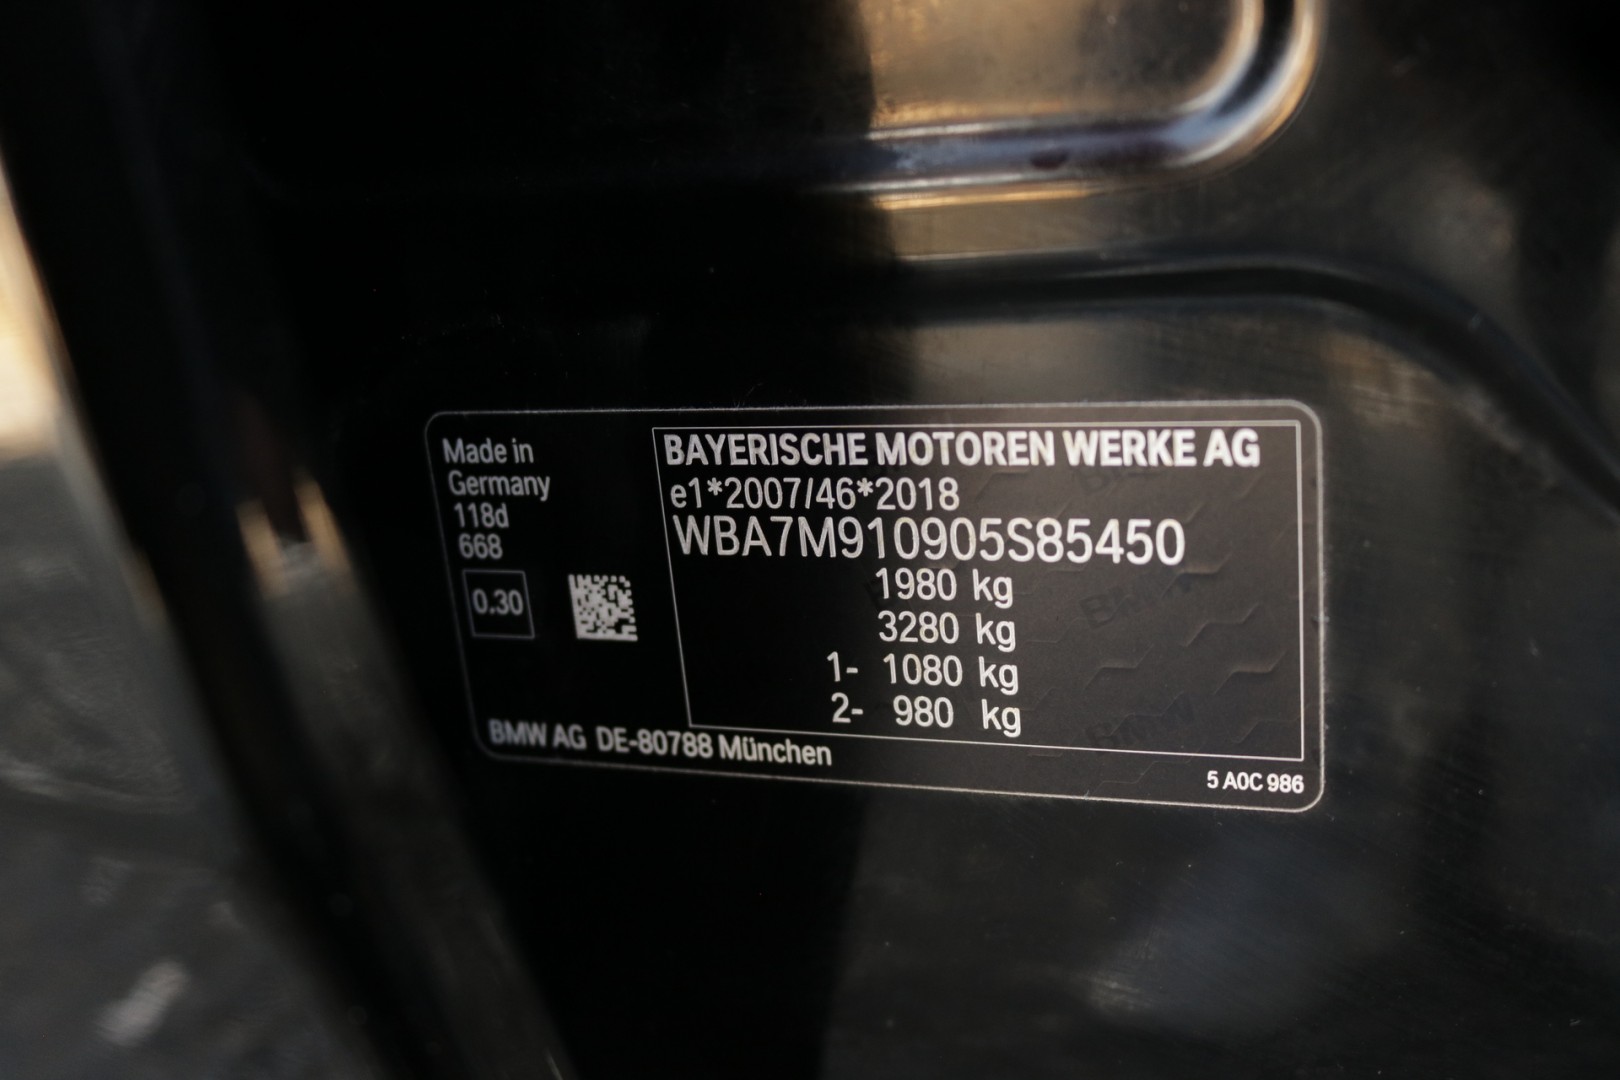 Made in
Germany
118d
668
0.30
BAYERISCHE MOTOREN WERKE AG
e1*2007/46*2018
WBA7M910905S85450
1980 kg
3280 kg
1- 1080 kg
2- 980 kg
BMW AG DE-80788 München
5 A0C 986